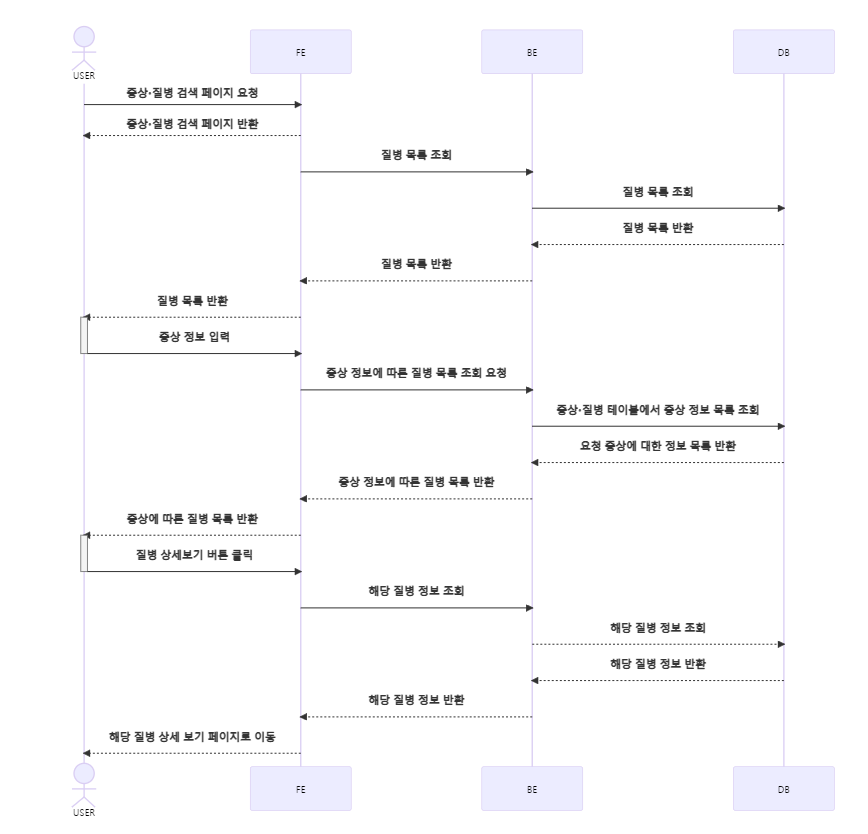 FE
BE
DB
USER
증상·질병 검색 페이지 요청
증상·질병 검색 페이지 반환
질병 목록 조회
질병 목록 조회
질병 목록 반환
질병 목록 반환
질병 목록 반환
증상 정보 입력
증상 정보에 따른 질병 목록 조회 요청
증상·질병 테이블에서 증상 정보 목록 조회
요청 증상에 대한 정보 목록 반환
증상 정보에 따른 질병 목록 반환
증상에 따른 질병 목록 반환
질병 상세보기 버튼 클릭
해당 질병 정보 조회
해당 질병 정보 조회
해당 질병 정보 반환
해당 질병 정보 반환
해당 질병 상세 보기 페이지로 이동
FE
BE
DB
USER